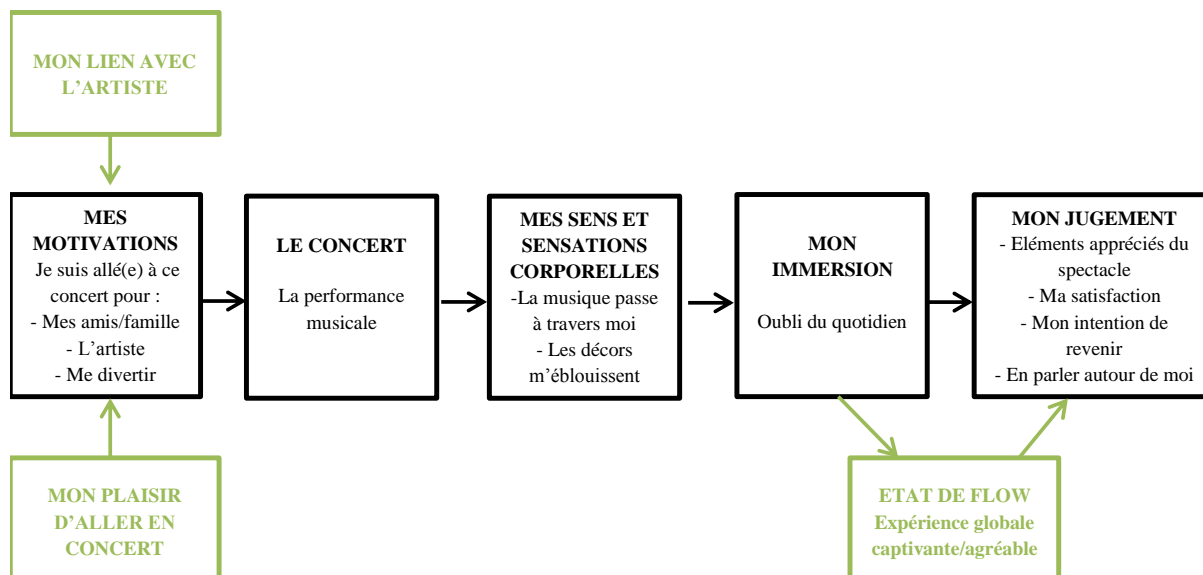 MON LIEN AVEC
L’ARTISTE
MES
MOTIVATIONS
Je suis allé(e) à ce
concert pour :
- Mes amis/famille
- L’artiste
- Me divertir
LE CONCERT
La performance
musicale
MES SENS ET
SENSATIONS
CORPORELLES
-La musique passe
à travers moi
- Les décors
m’éblouissent
MON
IMMERSION
Oubli du quotidien
MON JUGEMENT
- Eléments appréciés du
spectacle
- Ma satisfaction
- Mon intention de
revenir
- En parler autour de moi
MON PLAISIR
D’ALLER EN
CONCERT
ETAT DE FLOW
Expérience globale
captivante/agréable